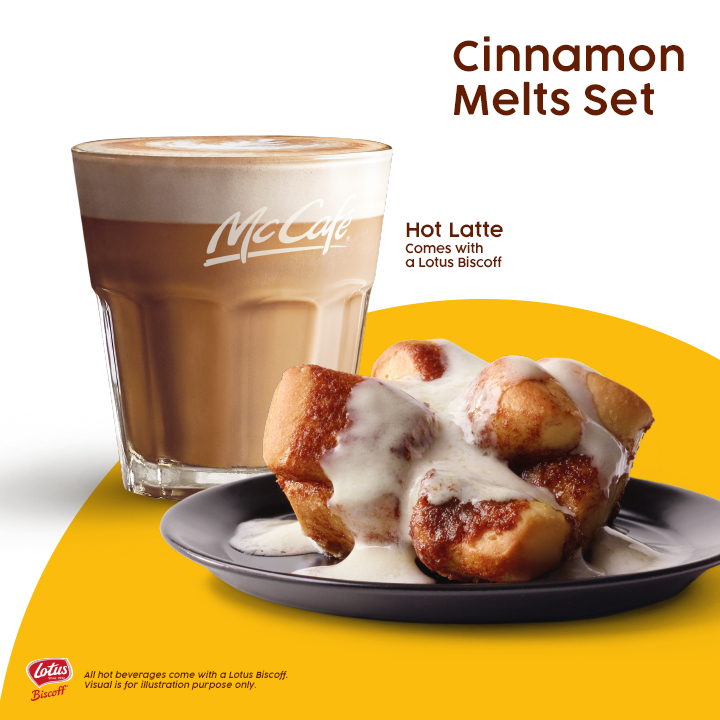 Cinnamon
Melts Set
McCafé
Hot Latte
Comes with
a Lotus Biscoff
Lotus
Biscoff
All hot beverages come with a Lotus Biscoff.
Visual is for illustration purpose only.